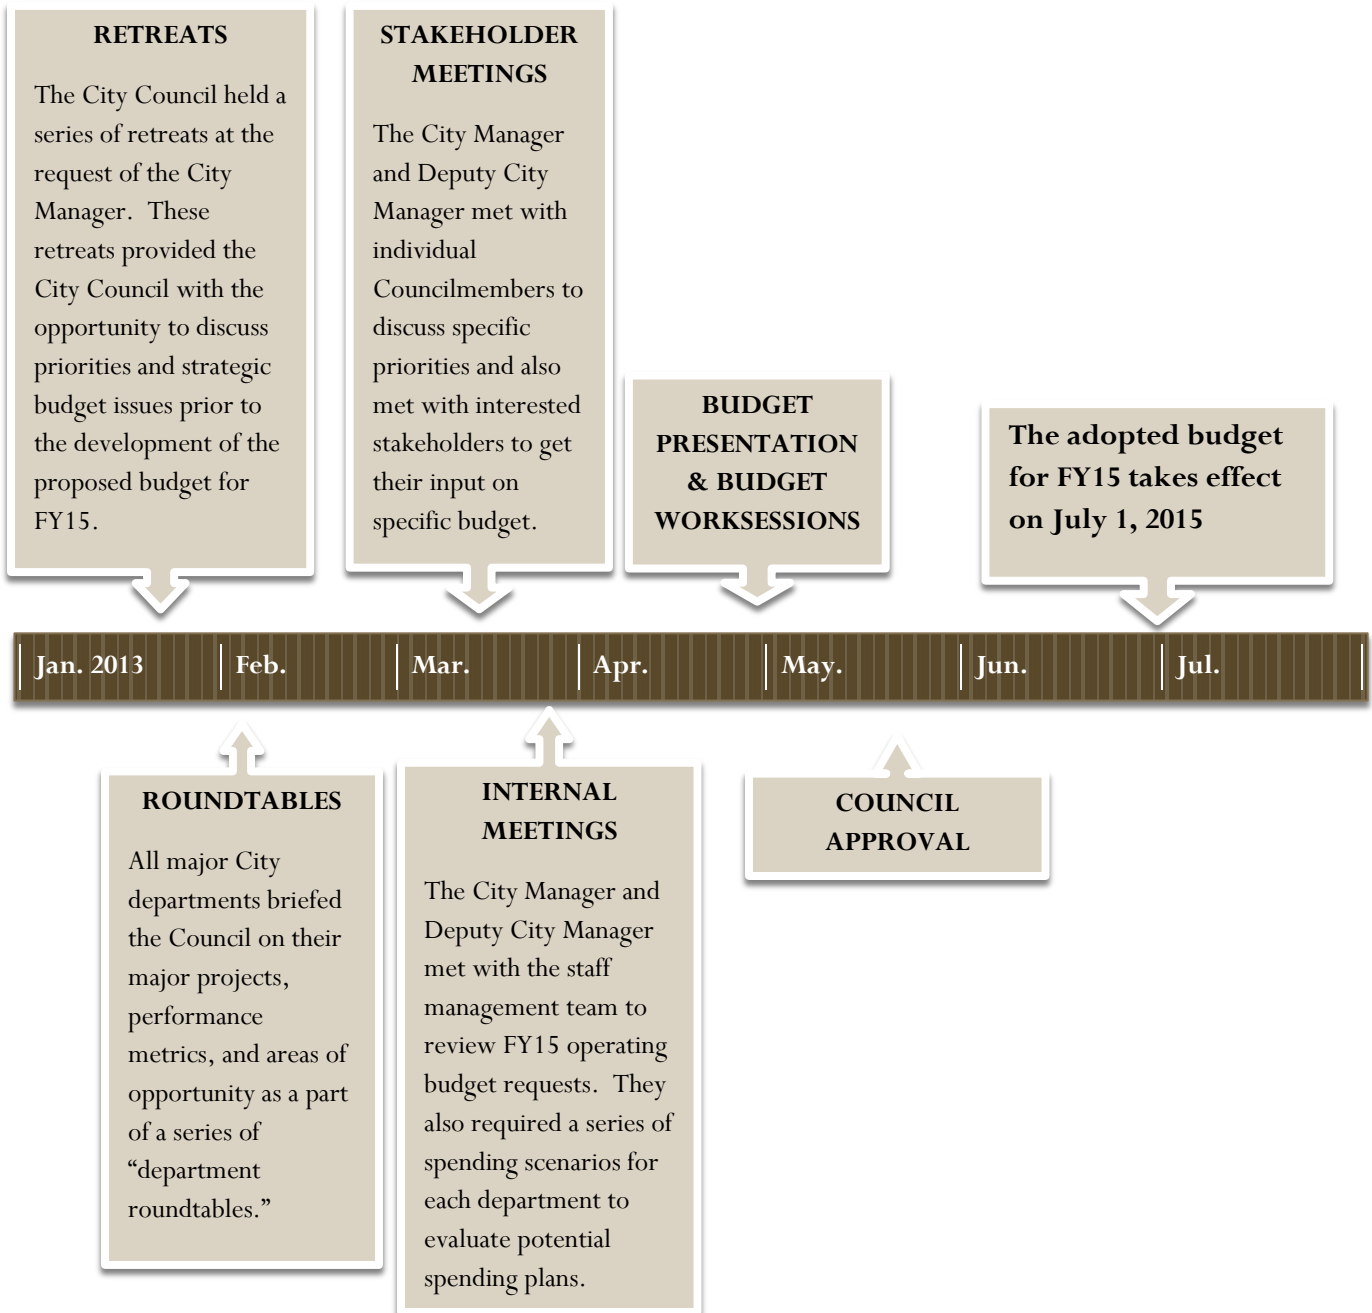 RETREATS
The City Council held a
series of retreats at the
request of the City
Manager.  These
retreats provided the
City Council with the
opportunity to discuss
priorities and strategic
budget issues prior to
the development of the
proposed budget for
FY15.
STAKEHOLDER
MEETINGS
The City Manager
and Deputy City
Manager met with
individual
Councilmembers to
discuss specific
priorities and also
met with interested
stakeholders to get
their input on
specific budget.
BUDGET
PRESENTATION
& BUDGET
WORKSESSIONS
The adopted budget
for FY15 takes effect
on July 1, 2015
Jan. 2013 Feb. Mar. Apr. May. Jun. Jul.
ROUNDTABLES
All major City
departments briefed
the Council on their
major projects,
performance
metrics, and areas of
opportunity as a part
of a series of
“department
roundtables.”
INTERNAL
MEETINGS
The City Manager and
Deputy City Manager
met with the staff
management team to
review FY15 operating
budget requests.  They
also required a series of
spending scenarios for
each department to
evaluate potential
spending plans.
COUNCIL
APPROVAL